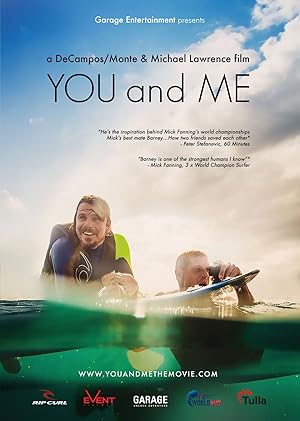 Garage Entertainment presents
a DeCampos/Monte & Michael Lawrence film
YOU and ME
"He's the inspiration behind Mick Fanning's world championships
Mick's best mate Barney...How two friends saved each other"
- Peter Stefanovic, 60 Minutes
"Barney is one of the strongest humans I know""
- Mick Fanning, 3 x World Champion Surfer
WWW.YOUANDMETHEMOVIE.COM
RIP CURL
EVENT
GARAGE
WORLD
Tulla